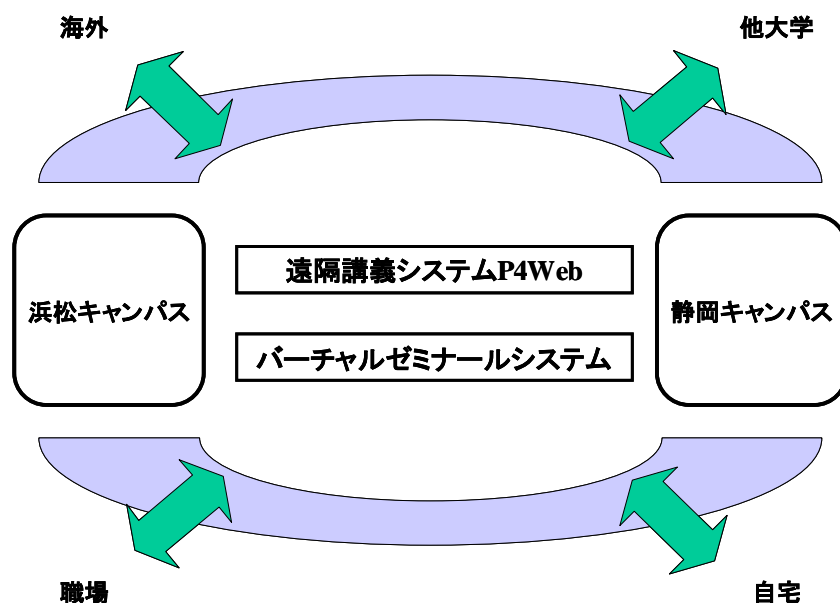 海外
他大学
遠隔講義システムP4Web
浜松キャンパス
静岡キャンパス
バーチャルゼミナールシステム
職場
自宅